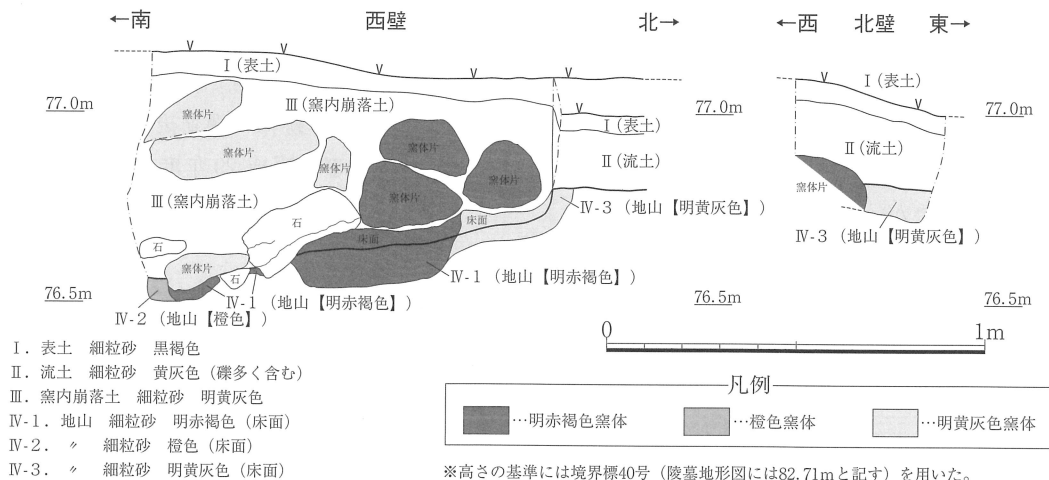 ←南 西壁 北→ ←西 北壁 東→
Ⅰ(表土)
Ⅰ(表土)
77.0m
Ⅲ(窯内崩落土)
77.0m
77.0m
窯体片
Ⅰ(表土)
窯体片
窯体片
窯体片
Ⅱ(流土)
Ⅱ(流土)
窯体片
窯体片
窯体片
Ⅲ(窯内崩落土)
Ⅳ-3(地山【明黄灰色】)
石
床面
床面
石
Ⅳ-3(地山【明黄灰色】)
窯体片
石
Ⅳ-1(地山【明赤褐色】)
76.5m
Ⅳ-1(地山【明赤褐色】)
76.5m
76.5m
Ⅳ-2(地山【橙色】)
0 1m
Ⅰ．表土 細粒砂 黒褐色
Ⅱ．流土 細粒砂 黄灰色(礫多く含む)
Ⅲ．窯内崩落土 細粒砂 明黄灰色
Ⅳ-1．地山 細粒砂 明赤褐色(床面)
Ⅳ-2． 〃 細粒砂 橙色(床面)
Ⅳ-3． 〃 細粒砂 明黄灰色(床面)
凡例
…明赤褐色窯体 …橙色窯体 …明黄灰色窯体
※高さの基準には境界標40号(陵墓地形図には82.71mと記す)を用いた。